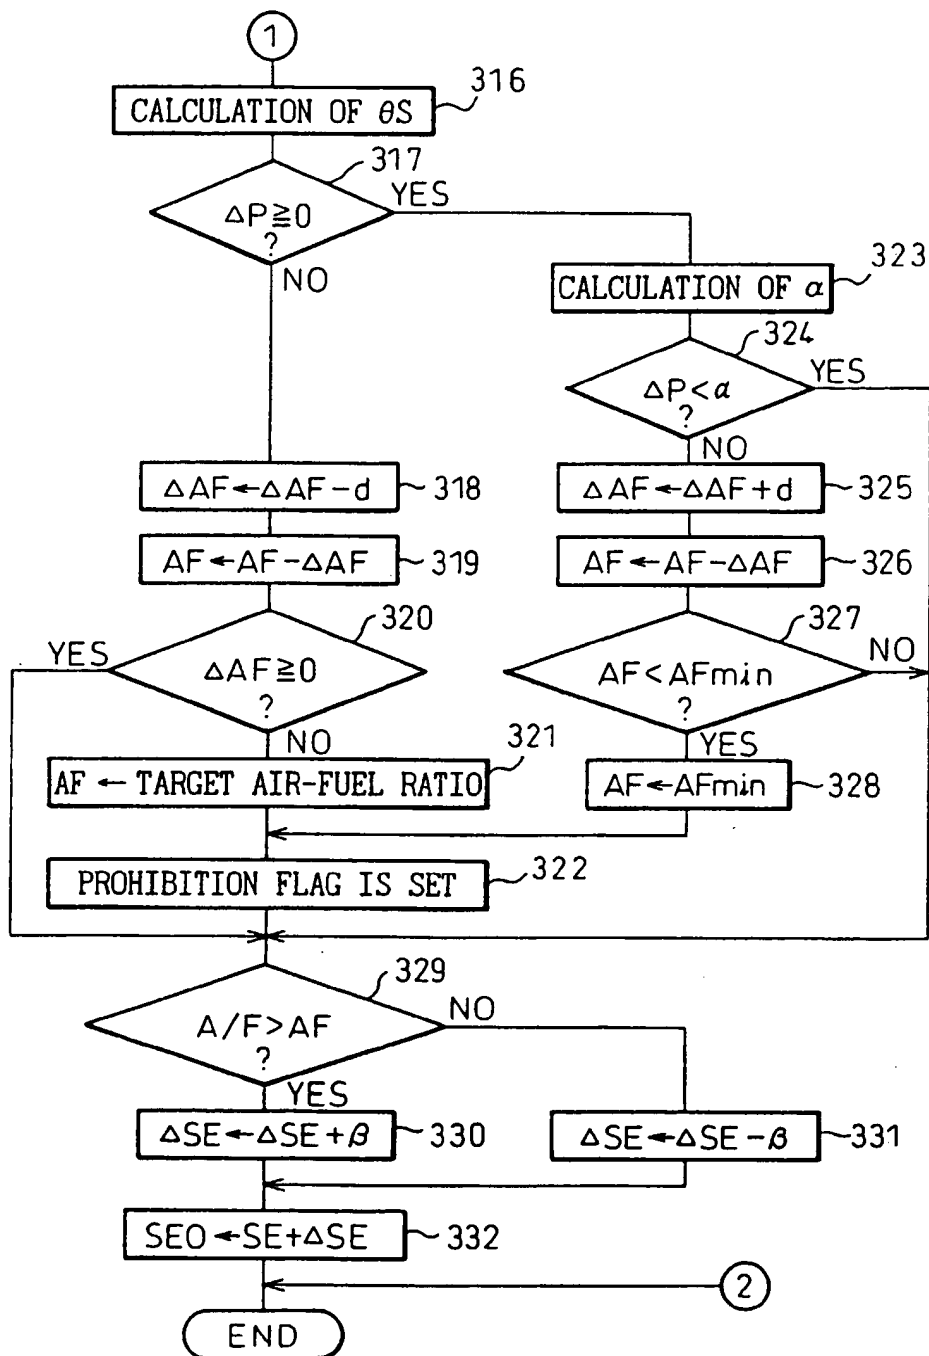 1
CALCULATION OF θS
316
317
ΔP≧0
?
YES
NO
CALCULATION OF α
323
324
ΔP<α
?
YES
NO
ΔAF←ΔAF-d
318
ΔAF←ΔAF+d
325
AF←AF-ΔAF
319
AF←AF-ΔAF
326
320
ΔAF≧0
?
YES
NO
327
AF<AFmin
?
NO
YES
321
AF ← TARGET AIR-FUEL RATIO
AF←AFmin
328
PROHIBITION FLAG IS SET
322
329
A/F>AF
?
NO
YES
ΔSE←ΔSE+β
330
ΔSE←ΔSE-β
331
SEO←SE+ΔSE
332
2
END